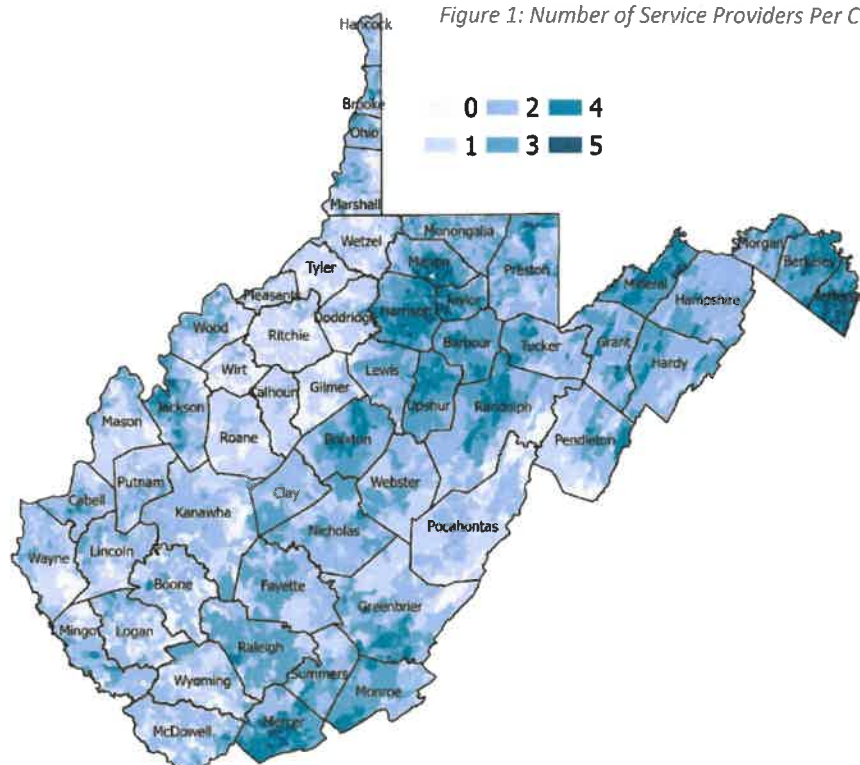 Figure 1: Number of Service Providers Per C
Hancock
0 2 4
Brooke
1 3 5
Ohio
Marshall
Wetzel
Monongalia
Tyler
Marion
Preston
Morgan
Berkeley
Jefferson
Pleasants
Mineral
Hampshire
Wood
Ritchie
Doddridge
Harrison
Taylor
Barbour
Tucker
Grant
Hardy
Wirt
Calhoun
Gilmer
Lewis
Upshur
Randolph
Jackson
Mason
Roane
Braxton
Pendleton
Putnam
Cabell
Kanawha
Clay
Webster
Nicholas
Pocahontas
Wayne
Lincoln
Boone
Fayette
Greenbrier
Mingo
Logan
Raleigh
Wyoming
Summers
Monroe
McDowell
Mercer